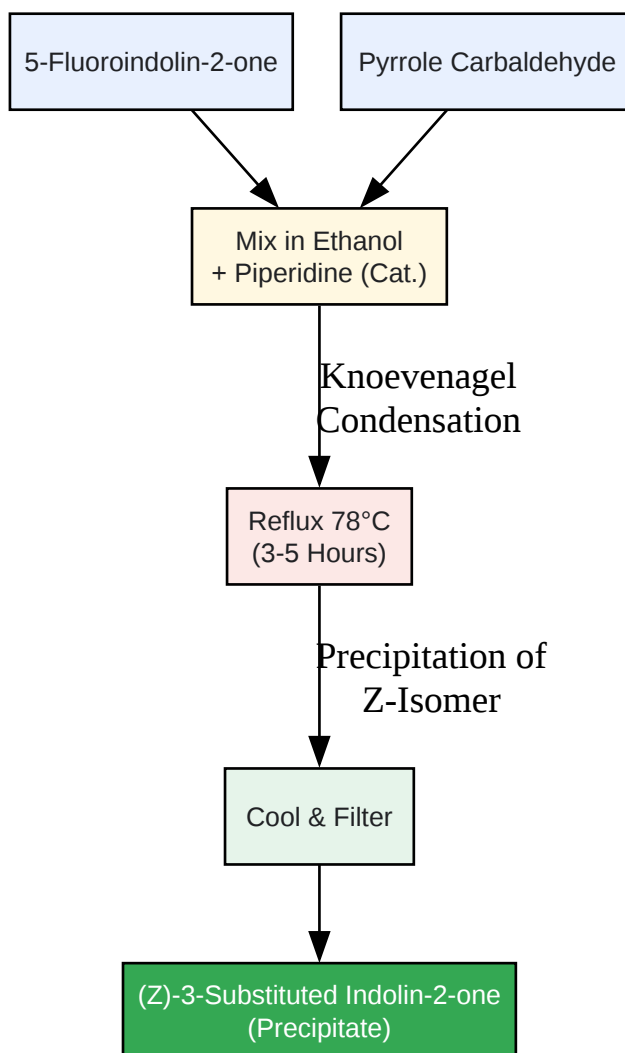 5-Fluoroindolin-2-one
Pyrrole Carbaldehyde
Mix in Ethanol
+ Piperidine (Cat.)
Knoevenagel
Condensation
Reflux 78°C
(3-5 Hours)
Precipitation of
Z-Isomer
Cool & Filter
(Z)-3-Substituted Indolin-2-one
(Precipitate)